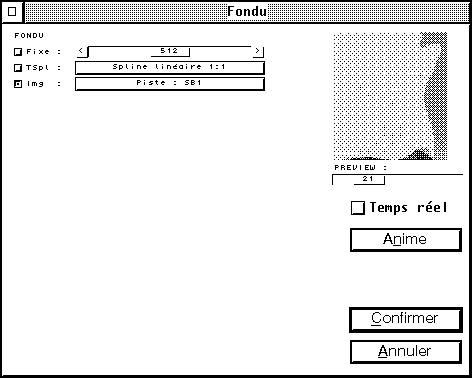 Fondu
FONDU
Fixe : < 512 >
TSpl : Spline linéaire 1:1
Img : Piste : SB1
PREVIEW :
21
Temps réel
Anime
Confirmer
Annuler